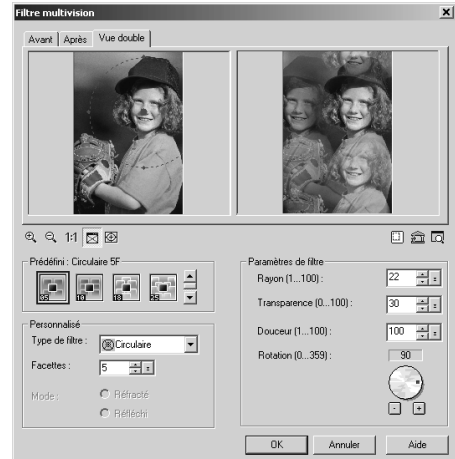 Filtre multivision
Avant Après Vue double
1:1
Prédéfini : Circulaire 5F
05 10 18 25
Personnalisé
Type de filtre : Circulaire
Facettes : 5
Mode : Réfracté
Réfléchi
Paramètres de filtre
Rayon (1...100) : 22
Transparence (0...100) : 30
Douceur (1...100) : 100
Rotation (0...359) : 90
- +
OK Annuler Aide